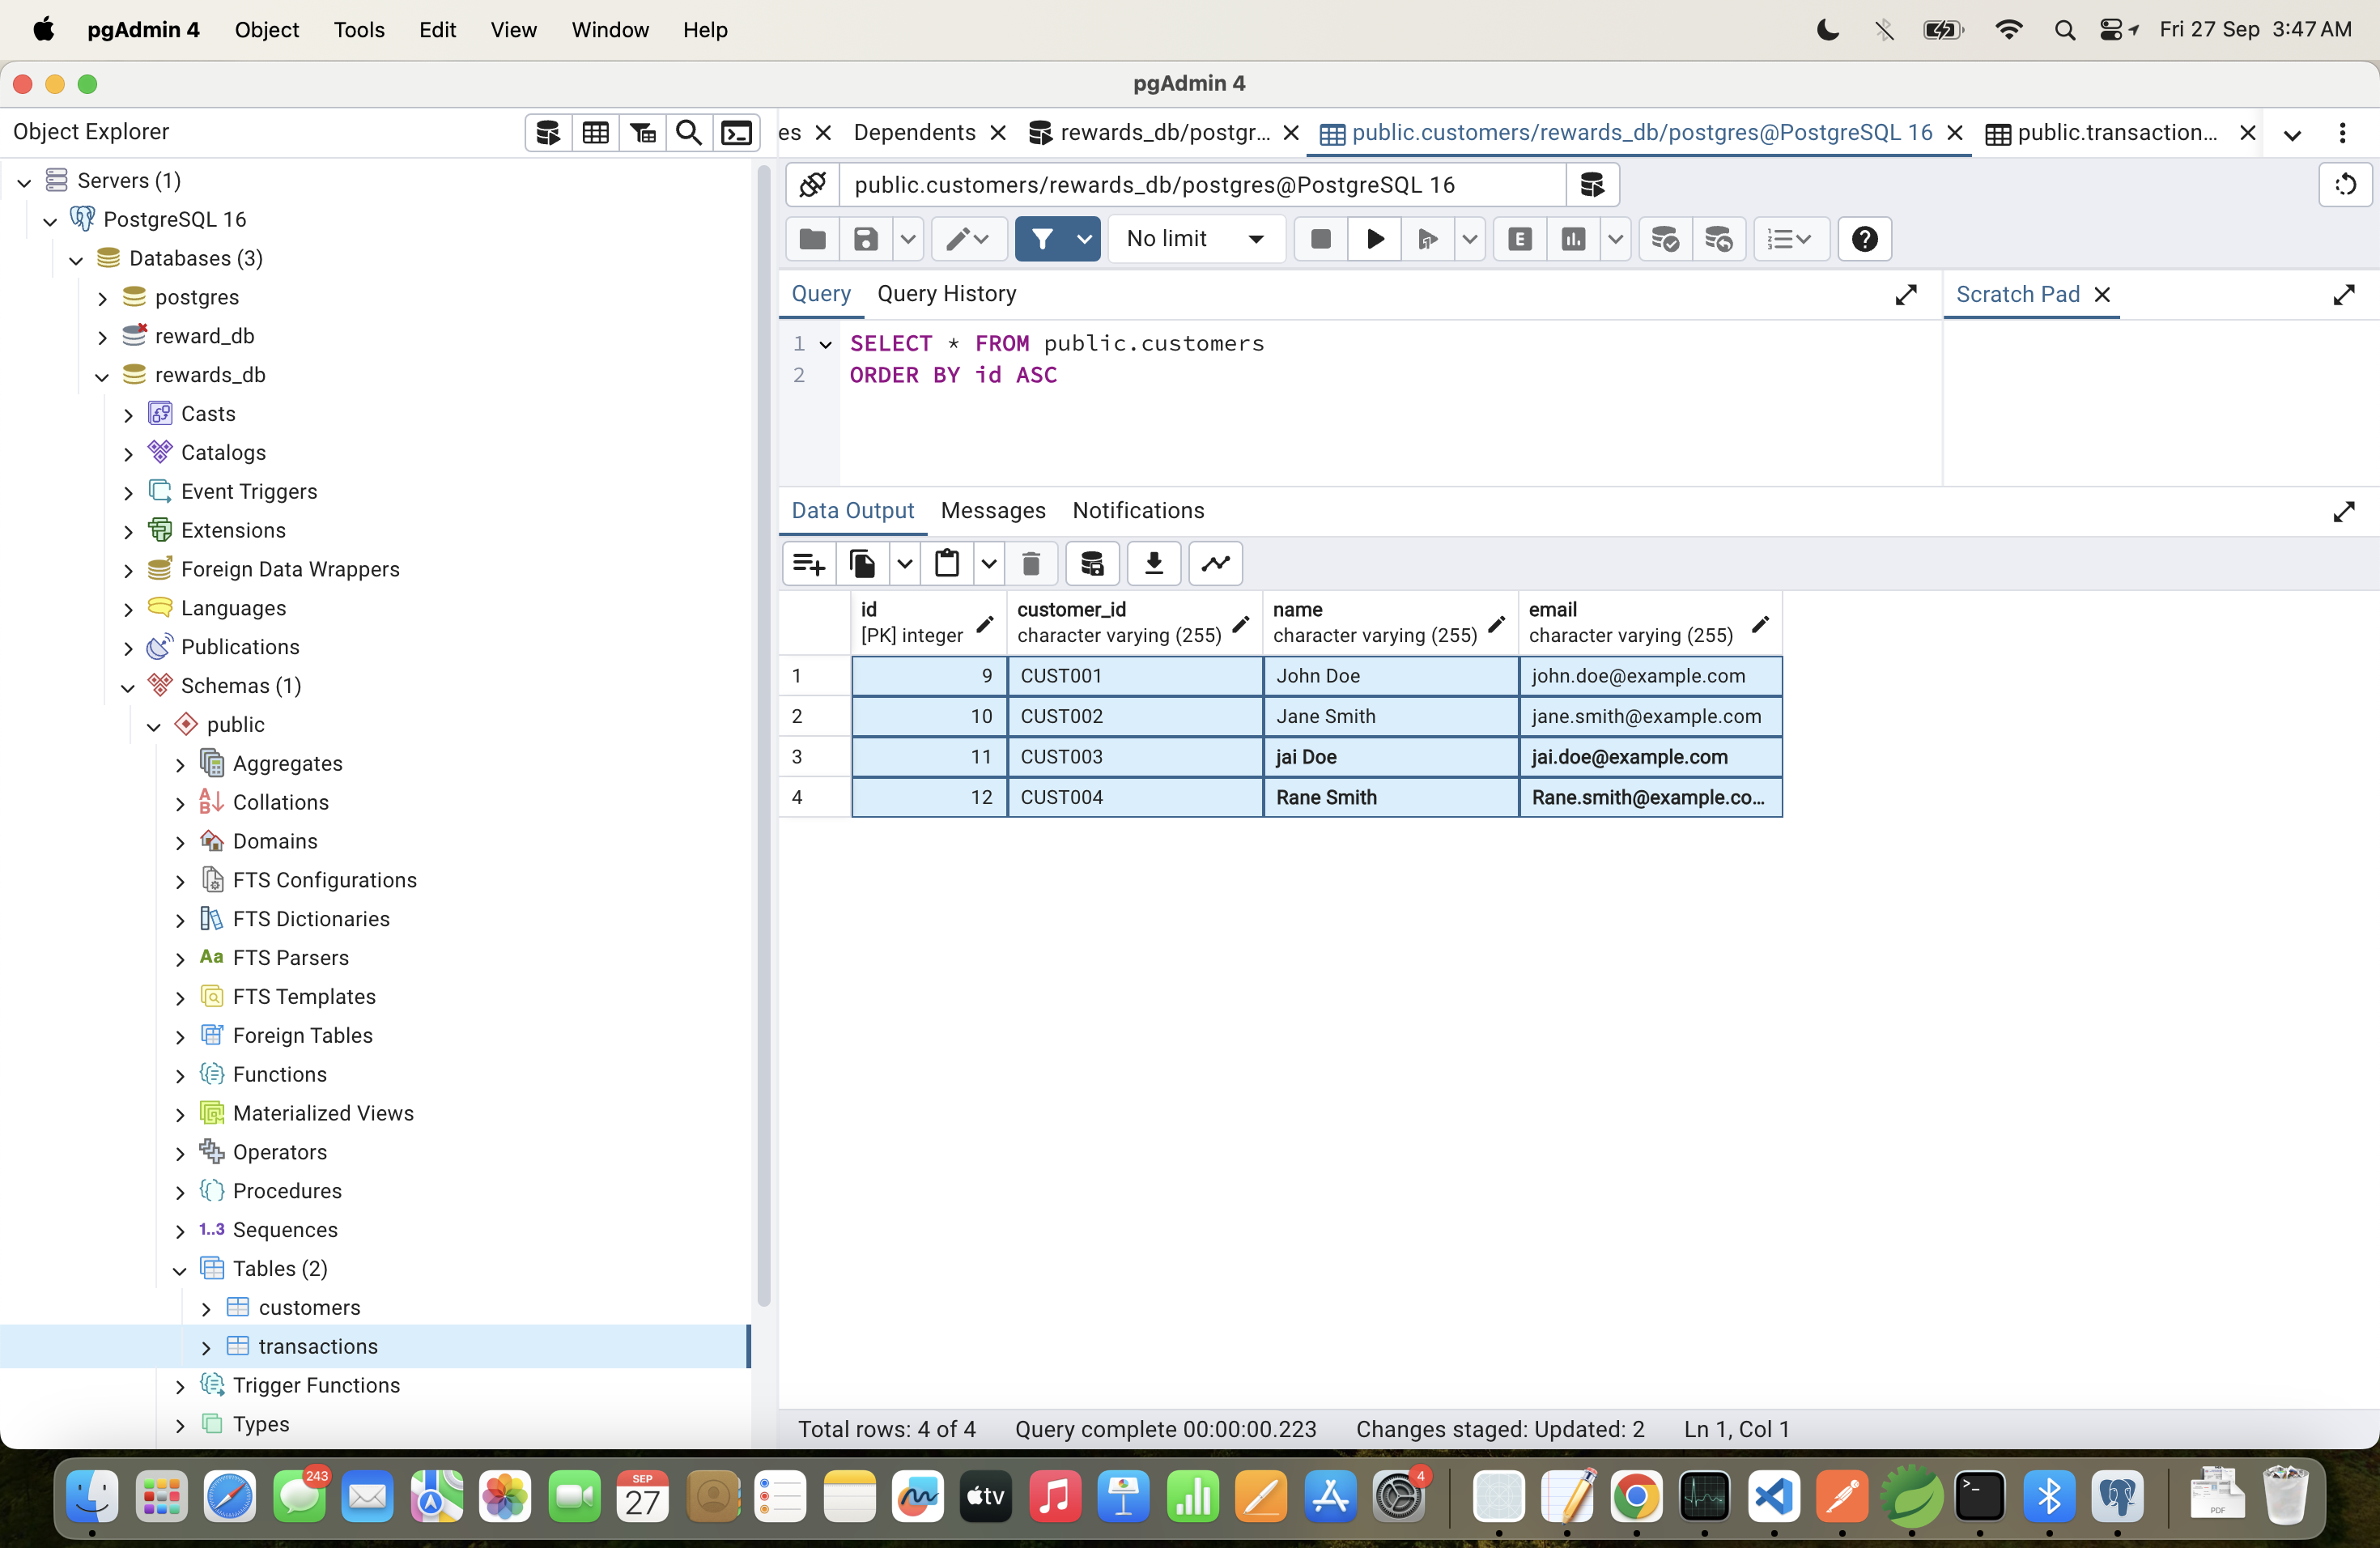 pgAdmin 4 Object Tools Edit View Window Help Fri 27 Sep 3:47 AM
pgAdmin 4
Object Explorer
es Dependents rewards_db/postgr... public.customers/rewards_db/postgres@PostgreSQL 16 public.transaction...
Servers (1)
PostgreSQL 16
Databases (3)
postgres
reward_db
rewards_db
Casts
Catalogs
Event Triggers
Extensions
Foreign Data Wrappers
Languages
Publications
Schemas (1)
public
Aggregates
Collations
Domains
FTS Configurations
FTS Dictionaries
Aa FTS Parsers
FTS Templates
Foreign Tables
Functions
Materialized Views
Operators
Procedures
1..3 Sequences
Tables (2)
customers
transactions
Trigger Functions
Types
public.customers/rewards_db/postgres@PostgreSQL 16
No limit
E
Query Query History Scratch Pad
1 SELECT * FROM public.customers
2 ORDER BY id ASC
Data Output Messages Notifications
id customer_id name email
[PK] integer character varying (255) character varying (255) character varying (255)
1 9 CUST001 John Doe john.doe@example.com
2 10 CUST002 Jane Smith jane.smith@example.com
3 11 CUST003 jai Doe jai.doe@example.com
4 12 CUST004 Rane Smith Rane.smith@example.co...
Total rows: 4 of 4 Query complete 00:00:00.223 Changes staged: Updated: 2 Ln 1, Col 1
243 SEP 27 tv 4 PDF